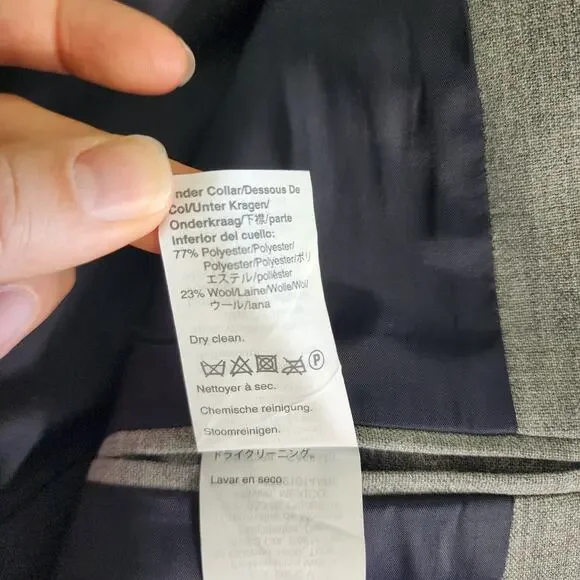 nder Collar/Dessous De
Col/Unter Kragen/
Onderkraag/下襟/parte
Inferior del cuello:
77% Polyester/Polyester/
Polyester/Polyester/ポリ
エステル/poliéster
23% Wool/Laine/Wolle/Wol/
ウール/lana
Dry clean.
P
Nettoyer à sec.
Chemische reinigung.
Stoomreinigen.
ドライクリーニング
Lavar en seco.